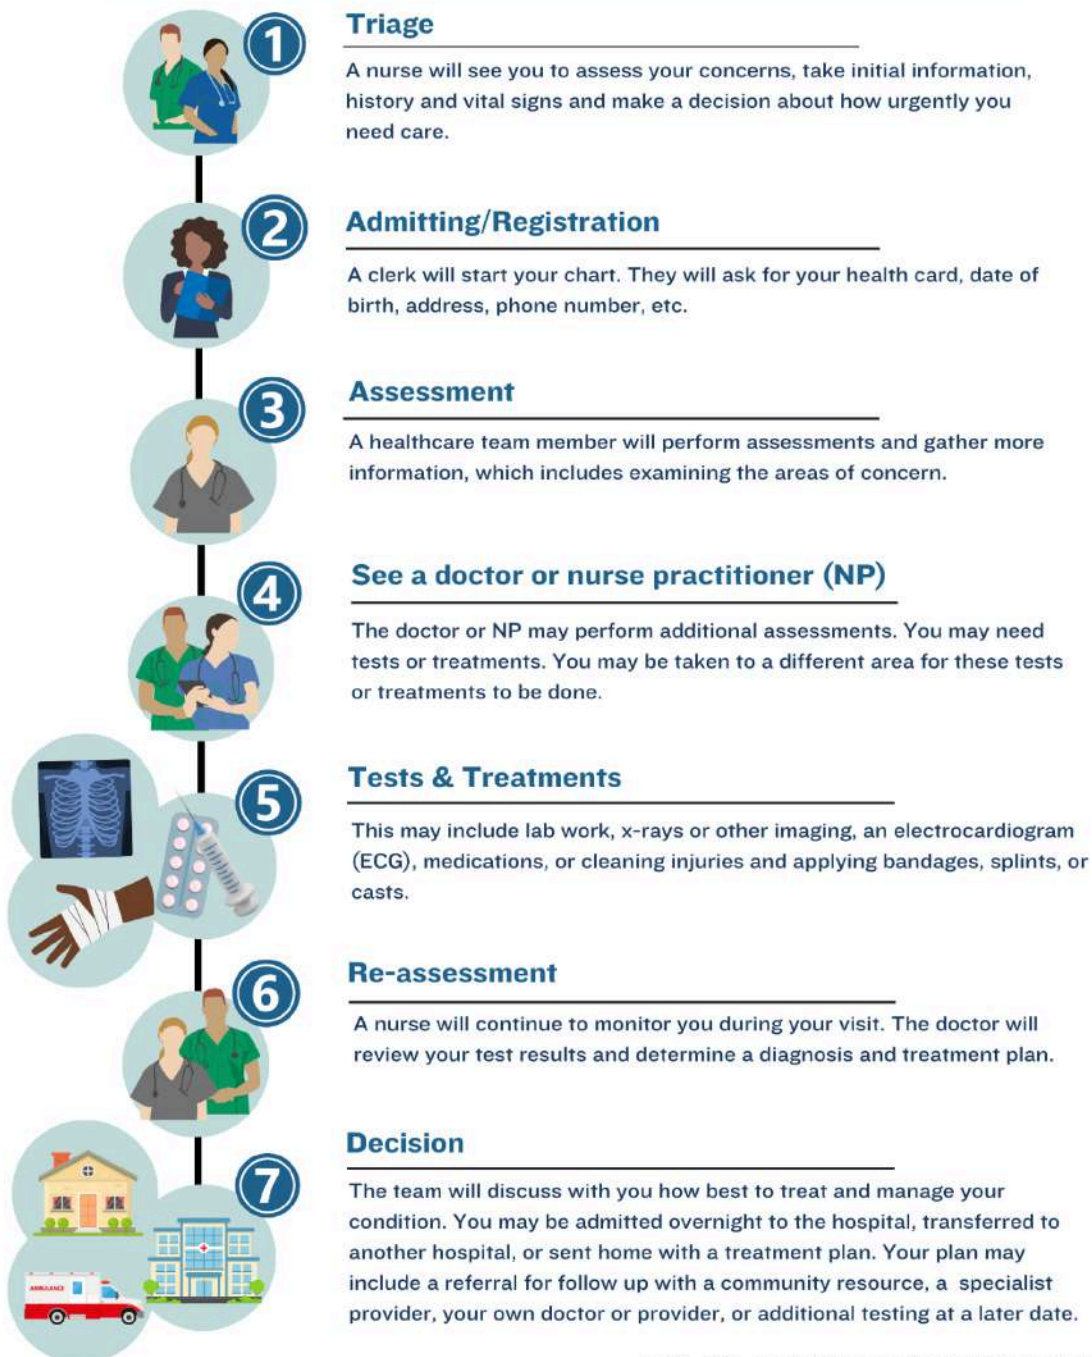 1
Triage
A nurse will see you to assess your concerns, take initial information,
history and vital signs and make a decision about how urgently you
need care.
2
Admitting/Registration
A clerk will start your chart. They will ask for your health card, date of
birth, address, phone number, etc.
3
Assessment
A healthcare team member will perform assessments and gather more
information, which includes examining the areas of concern.
4
See a doctor or nurse practitioner (NP)
The doctor or NP may perform additional assessments. You may need
tests or treatments. You may be taken to a different area for these tests
or treatments to be done.
5
Tests & Treatments
This may include lab work, x-rays or other imaging, an electrocardiogram
(ECG), medications, or cleaning injuries and applying bandages, splints, or
casts.
6
Re-assessment
A nurse will continue to monitor you during your visit. The doctor will
review your test results and determine a diagnosis and treatment plan.
7
Decision
The team will discuss with you how best to treat and manage your
condition. You may be admitted overnight to the hospital, transferred to
another hospital, or sent home with a treatment plan. Your plan may
include a referral for follow up with a community resource, a specialist
provider, your own doctor or provider, or additional testing at a later date.
AMBULANCE